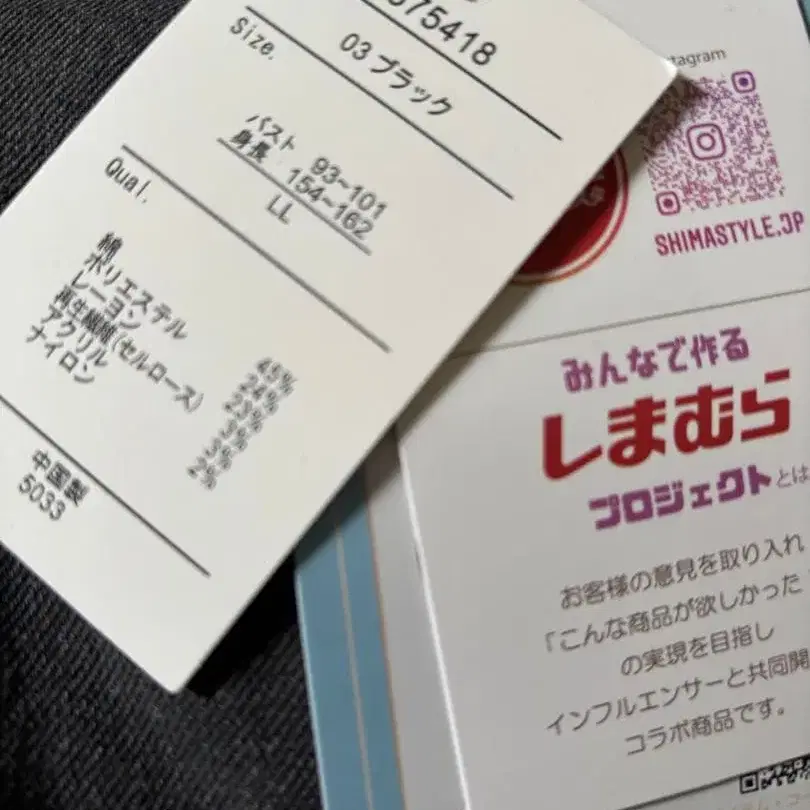 575418
03 ブラック
Size.
バスト 93~101
身長 154~162
LL
Qual.
綿 45%
ポリエステル 24%
レーヨン 23%
再生繊維(セルロース) 3%
アクリル 3%
ナイロン 2%
中国製
5033
tagram
SHIMASTYLE.JP
みんなで作る
しまむら
プロジェクトとは
お客様の意見を取り入れ
「こんな商品が欲しかった
の実現を目指し
インフルエンサーと共同開
コラボ商品です。